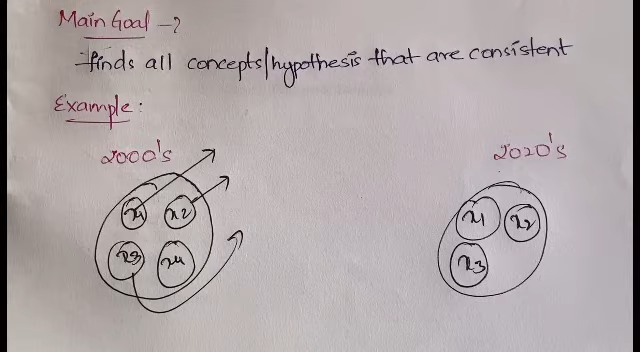 Main Goal -?
finds all concepts/hypothesis that are consistent
Example:
2000's
2020's
x1 x2
x3 x4
x1 x2
x3